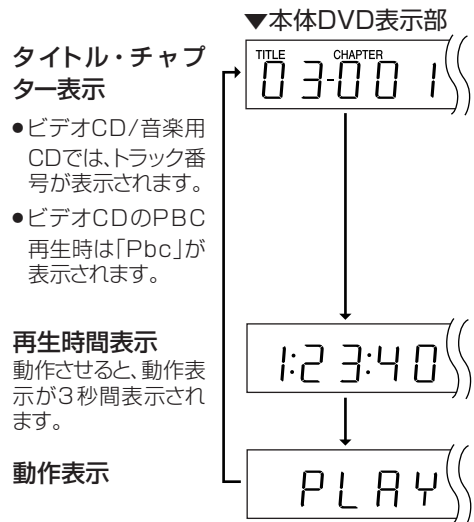 ▼本体DVD表示部
タイトル・チャプ
ター表示
TITLE CHAPTER
03-001
●ビデオCD/音楽用
CDでは、トラック番
号が表示されます。
●ビデオCDのPBC
再生時は「Pbc」が
表示されます。
再生時間表示
動作させると、動作表
示が3秒間表示され
ます。
1:23:40
動作表示
PLAY